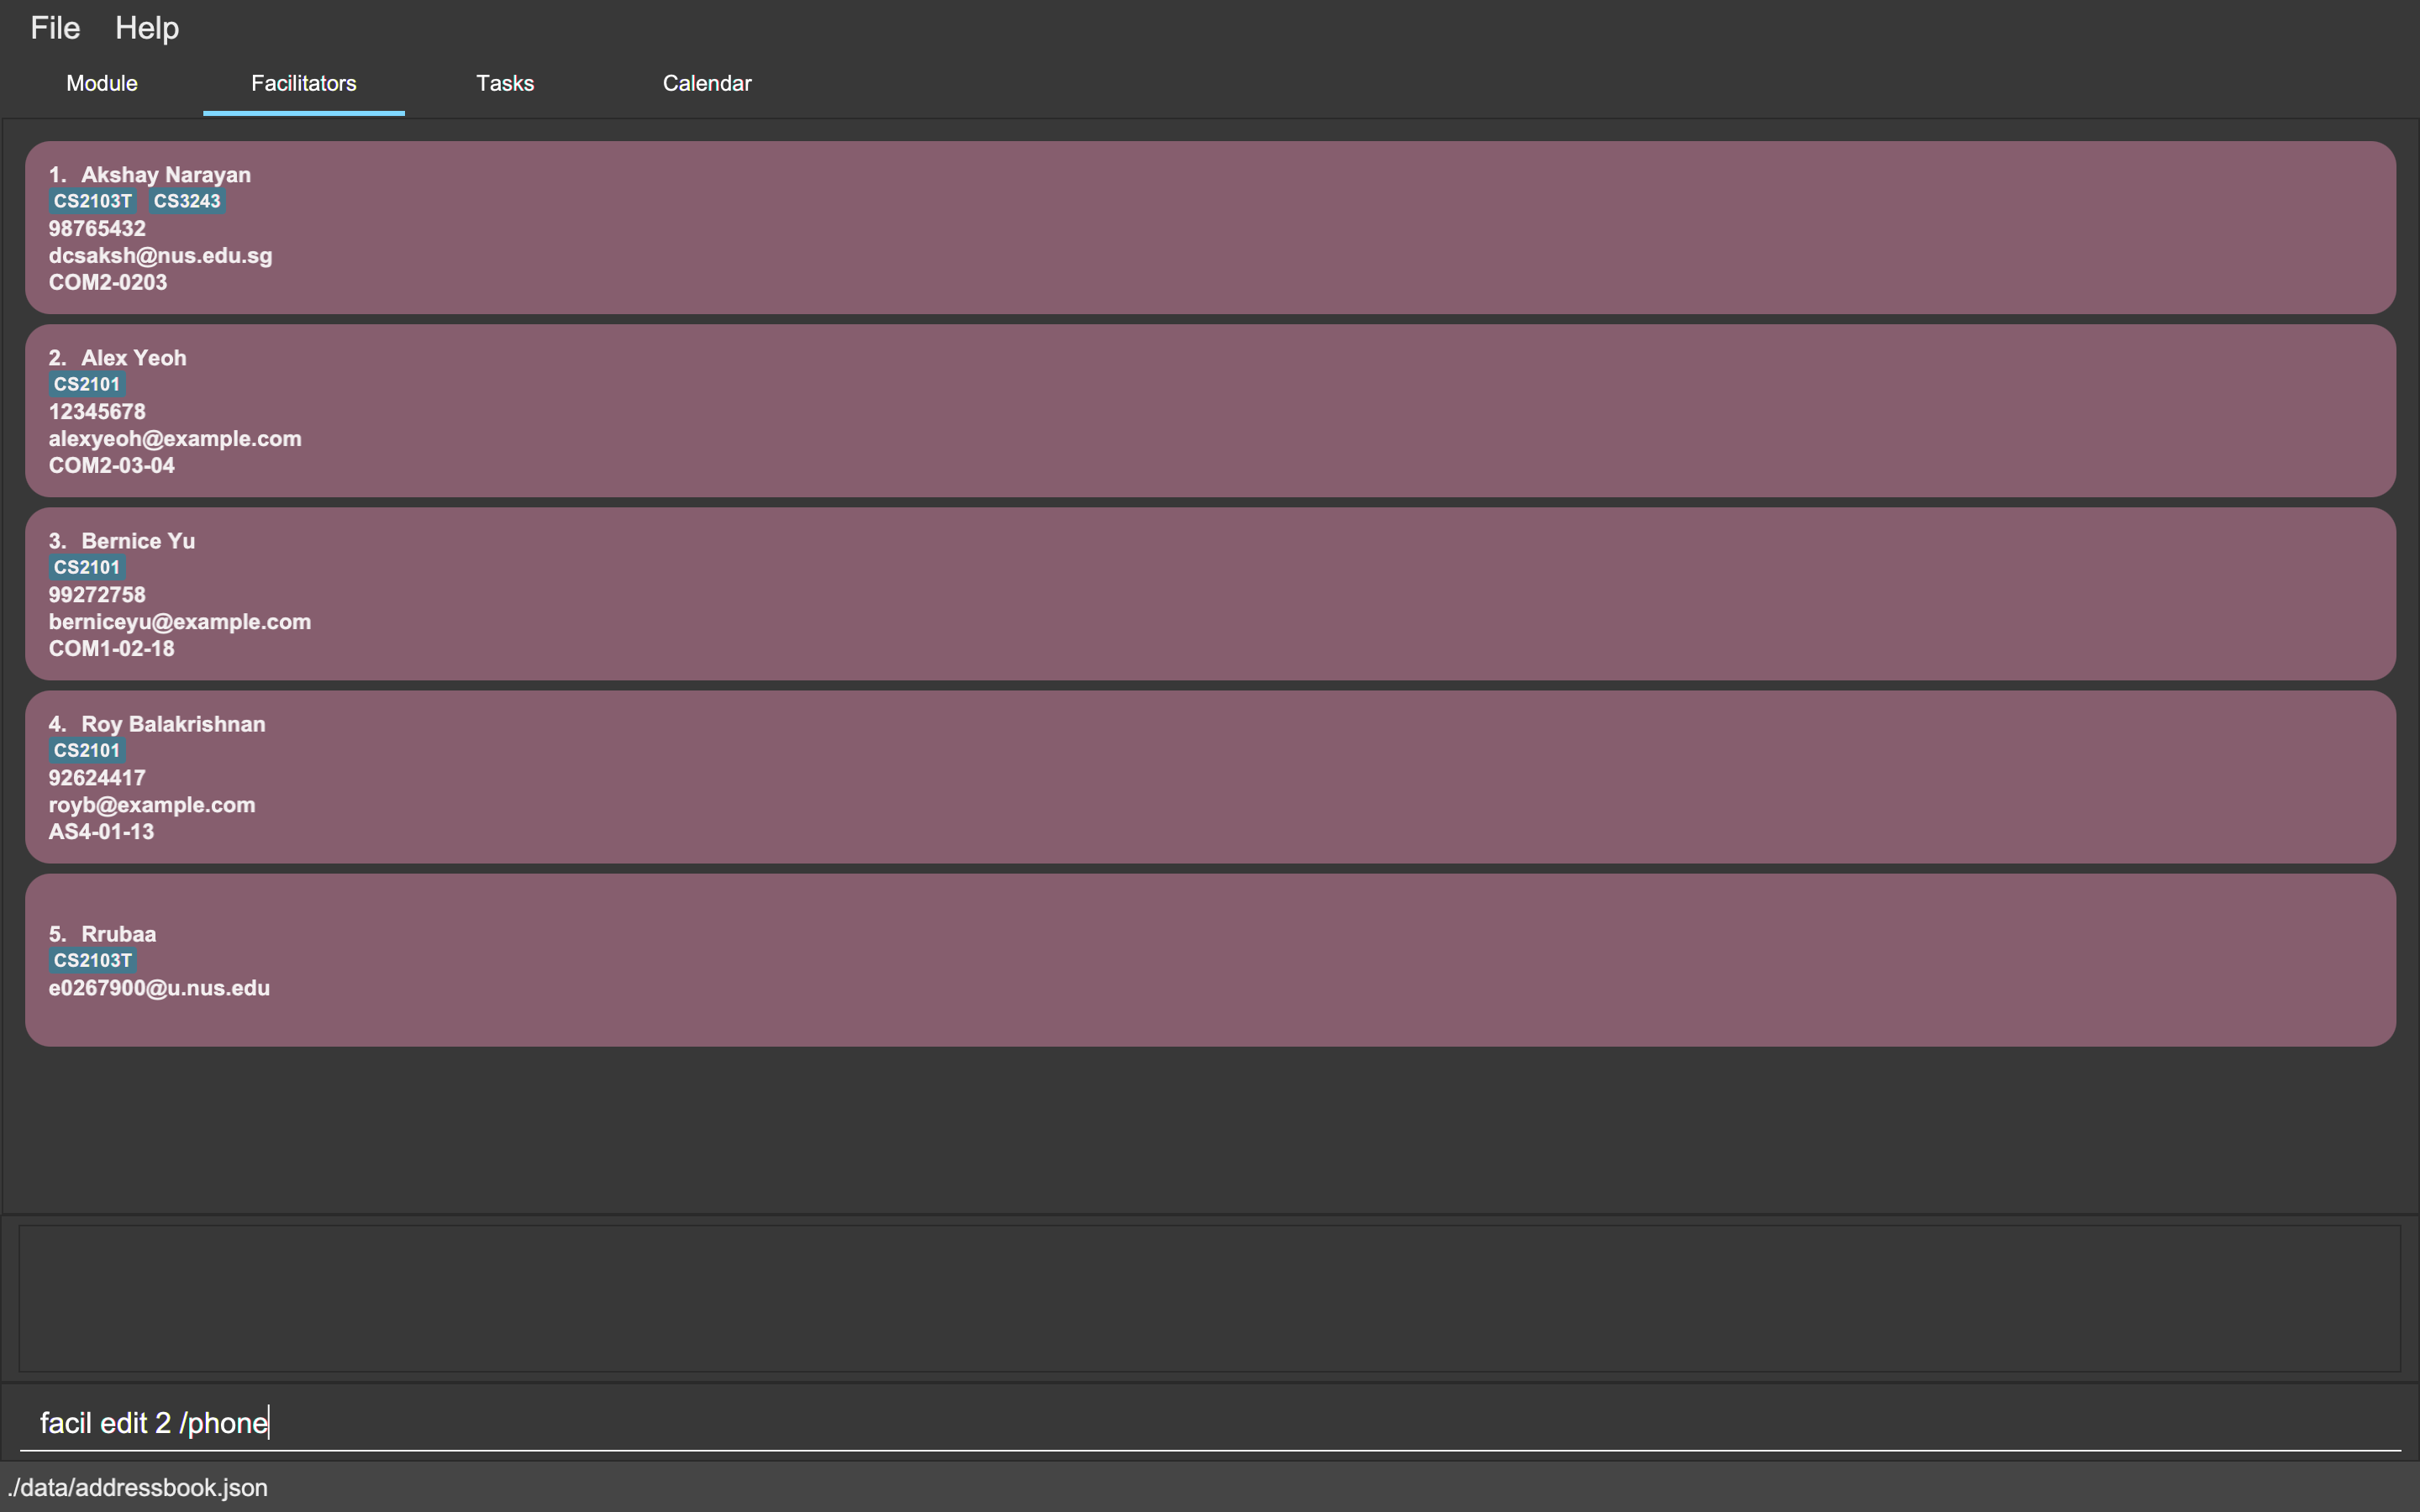 File Help
Module Facilitators Tasks Calendar
1. Akshay Narayan
CS2103T CS3243
98765432
dcsaksh@nus.edu.sg
COM2-0203
2. Alex Yeoh
CS2101
12345678
alexyeoh@example.com
COM2-03-04
3. Bernice Yu
CS2101
99272758
berniceyu@example.com
COM1-02-18
4. Roy Balakrishnan
CS2101
92624417
royb@example.com
AS4-01-13
5. Rrubaa
CS2103T
e0267900@u.nus.edu
facil edit 2 /phone
./data/addressbook.json